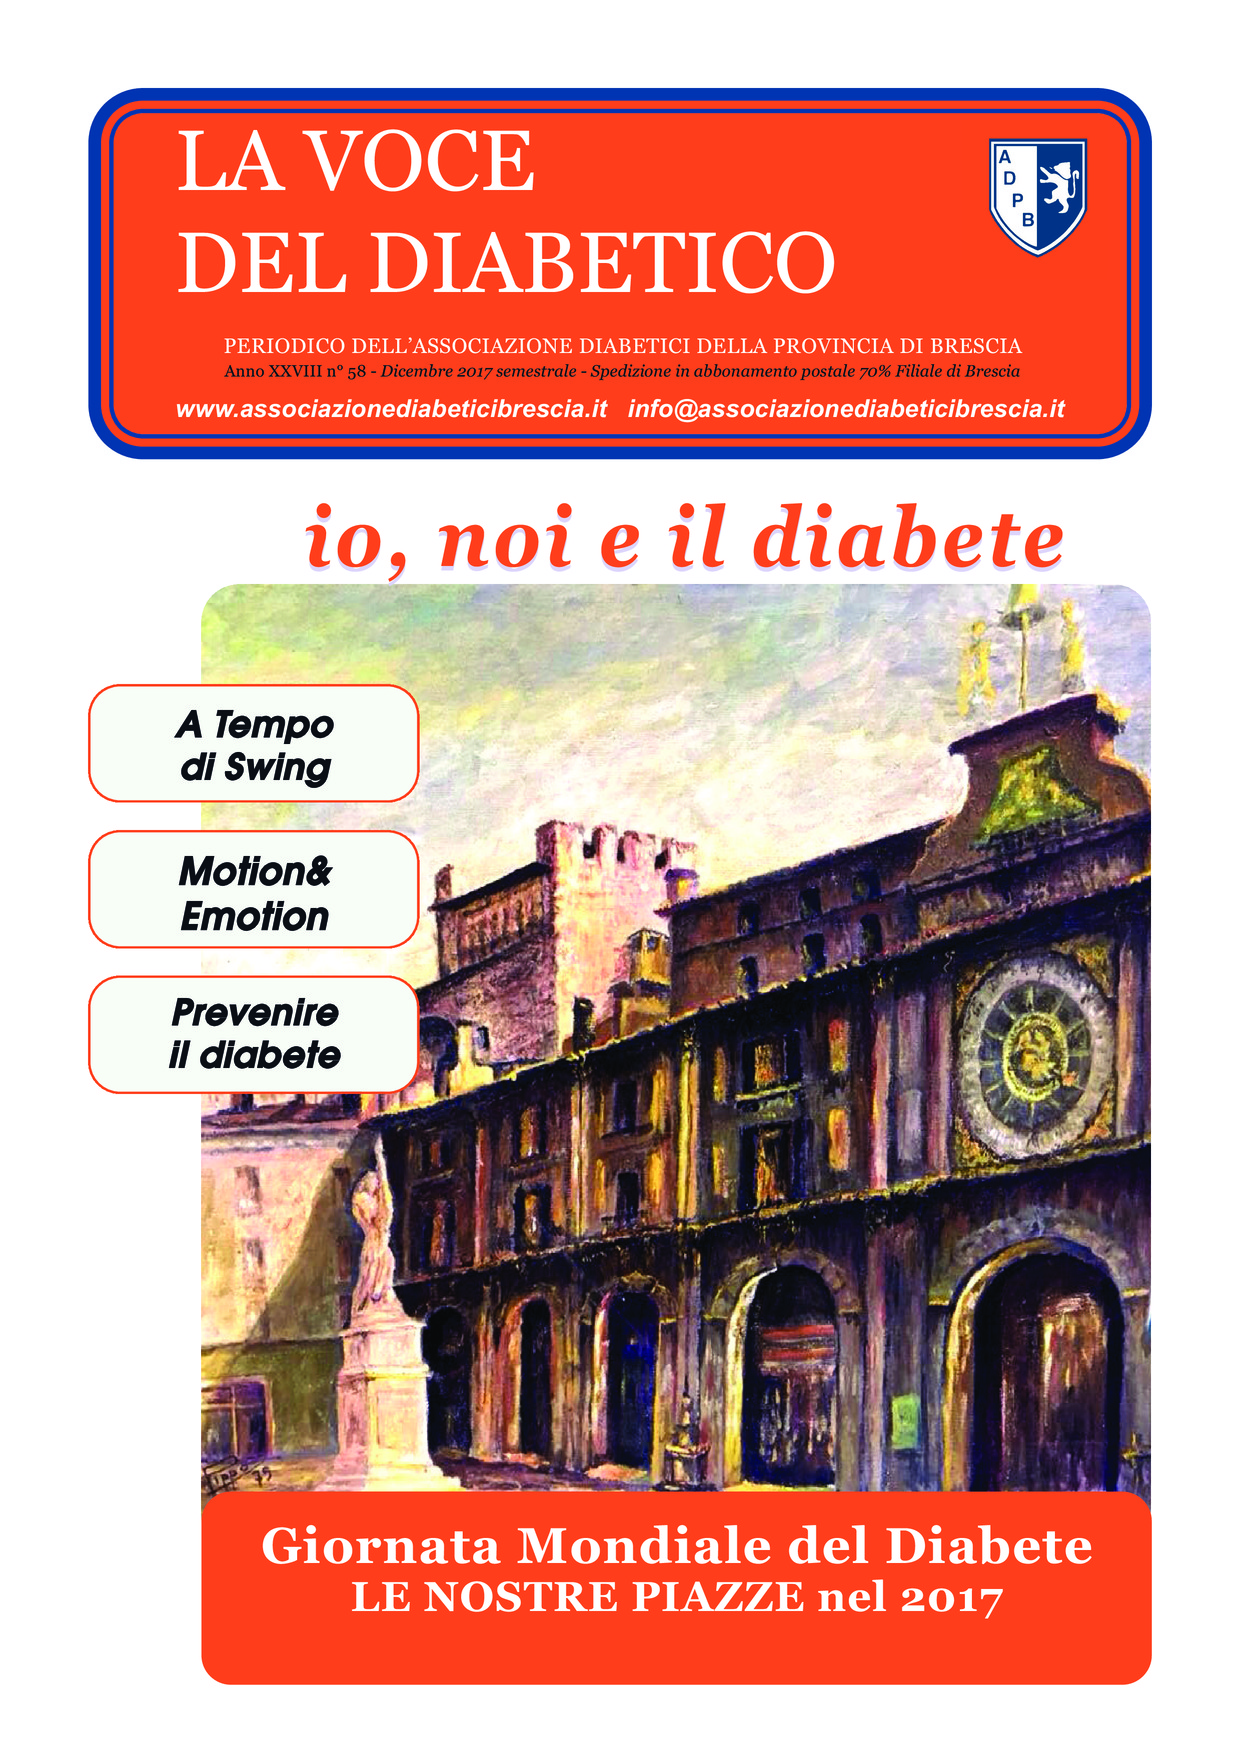 LA VOCE
DEL DIABETICO
A
D
P
B
PERIODICO DELL'ASSOCIAZIONE DIABETICI DELLA PROVINCIA DI BRESCIA
Anno XXVIII n° 58 - Dicembre 2017 semestrale - Spedizione in abbonamento postale 70% Filiale di Brescia
www.associazionediabeticibrescia.it info@associazionediabeticibrescia.it
io, noi e il diabete
A Tempo
di Swing
Motion&
Emotion
Prevenire
il diabete
Giornata Mondiale del Diabete
LE NOSTRE PIAZZE nel 2017